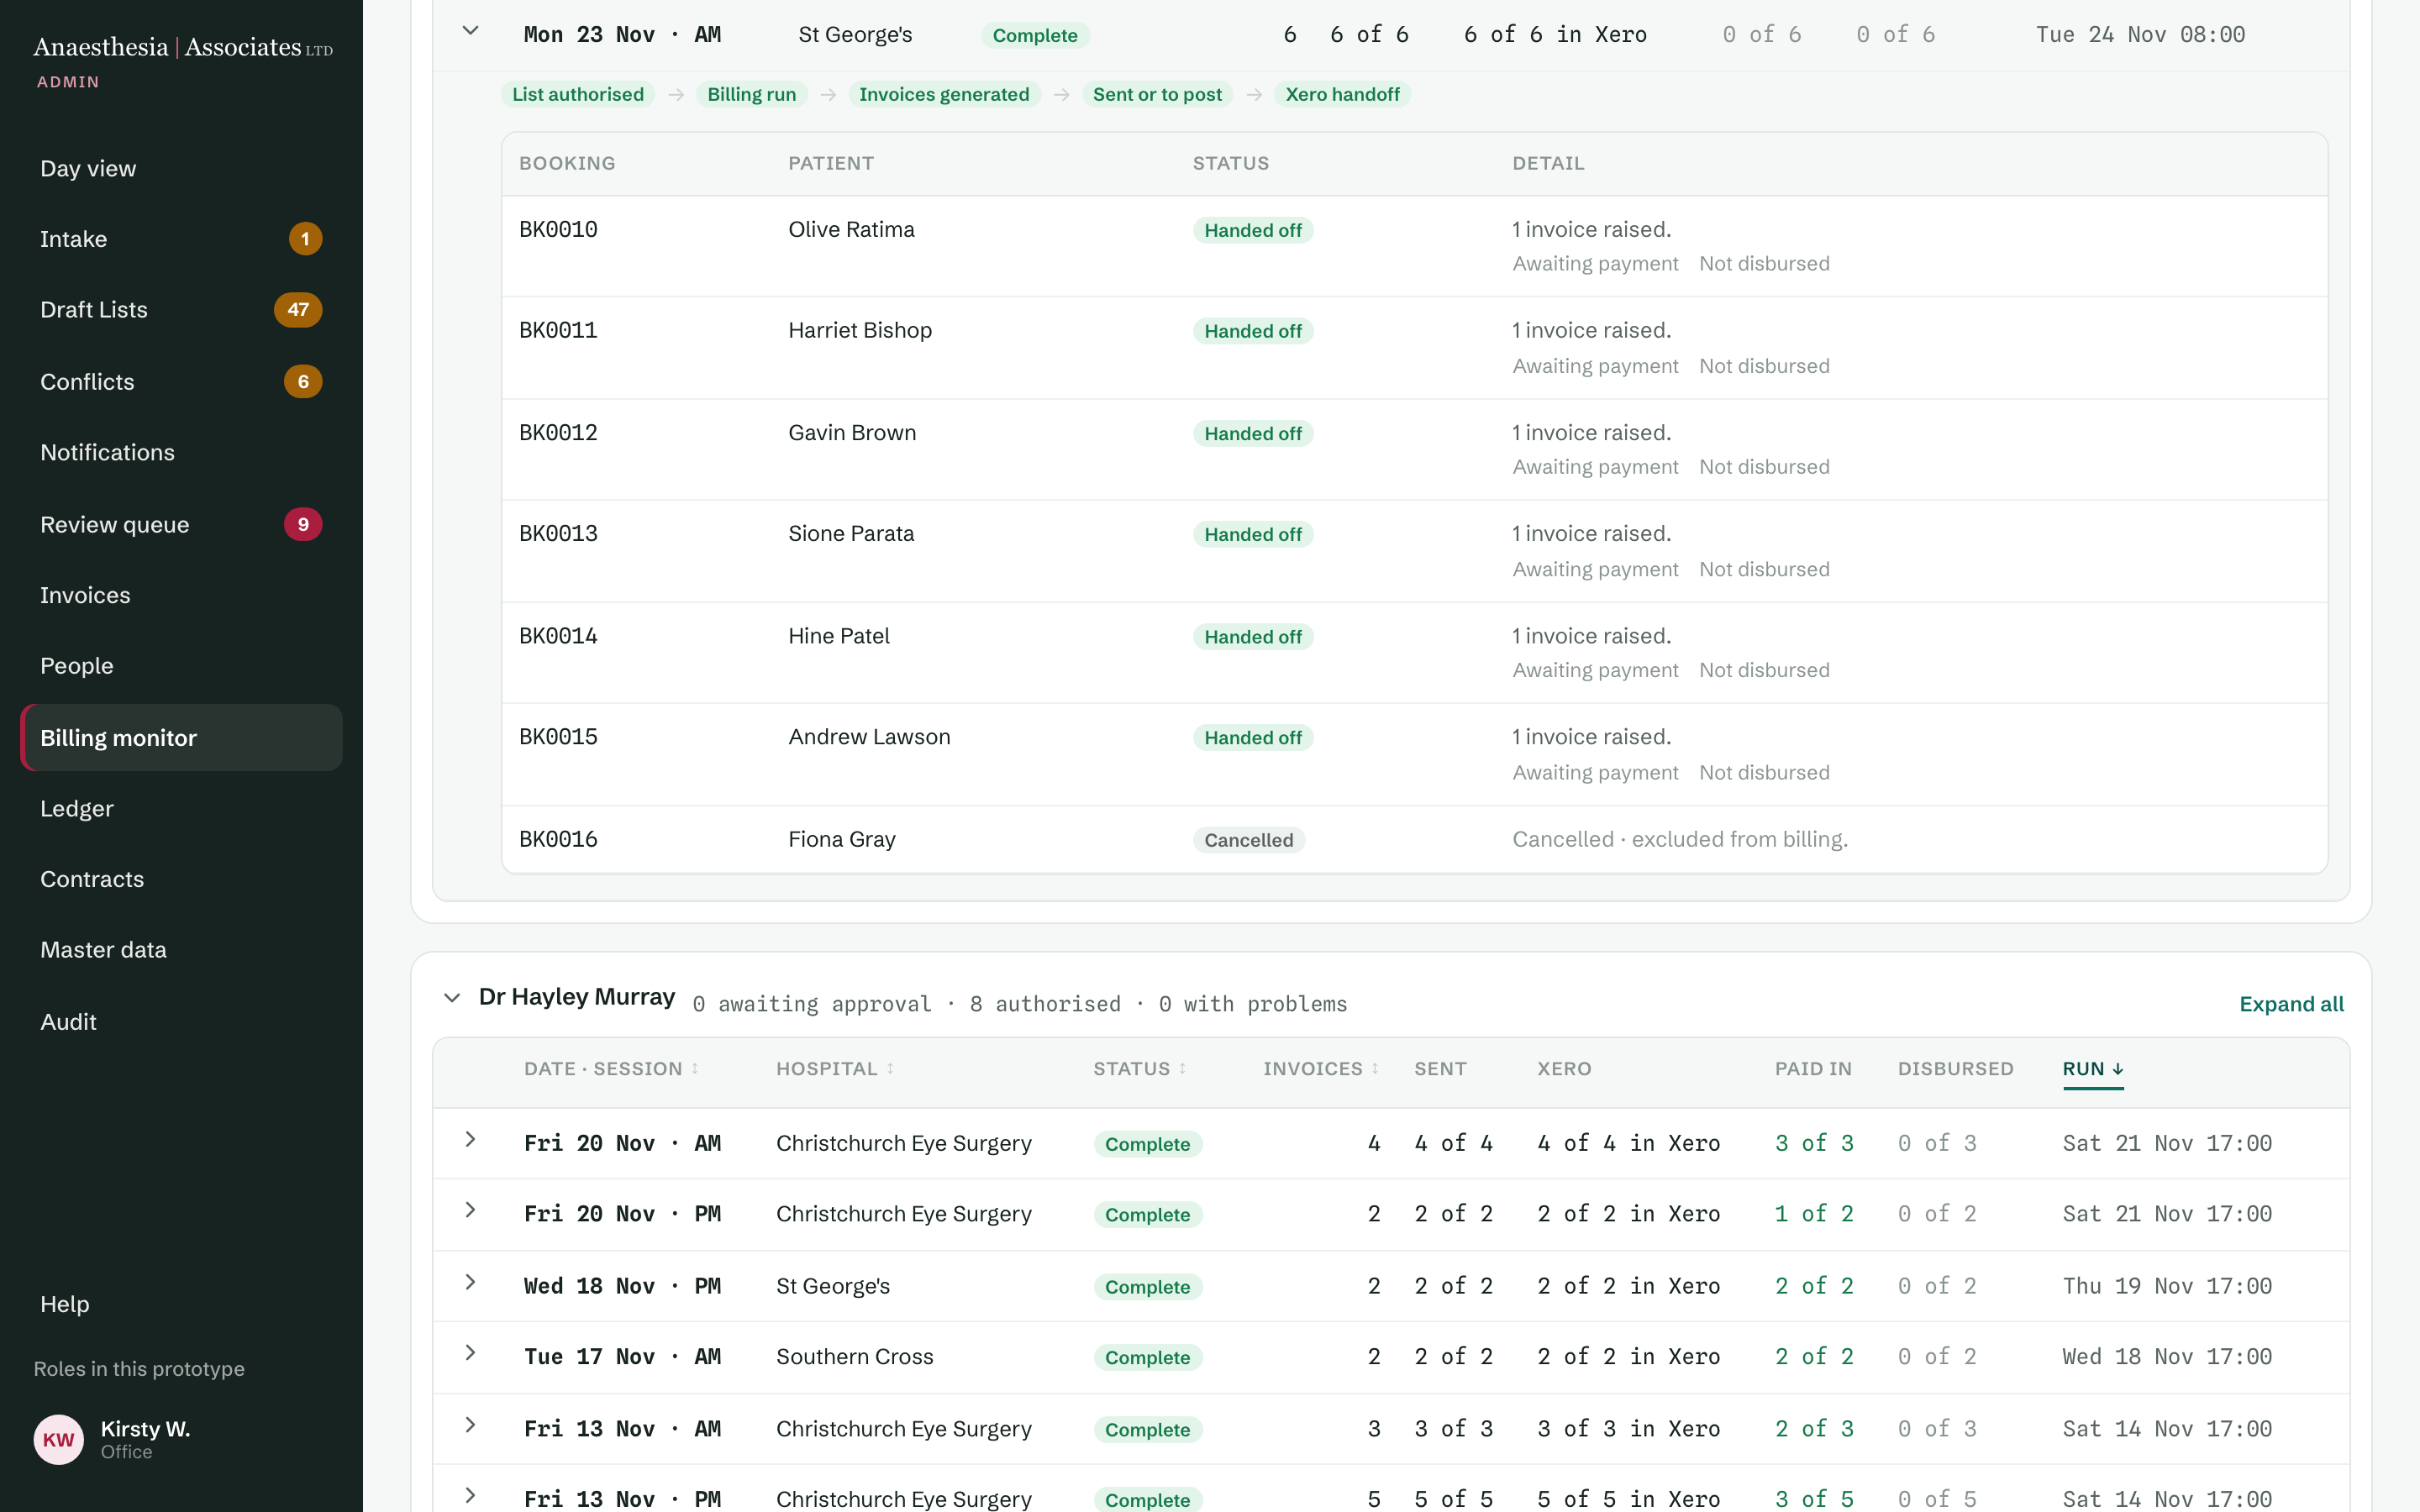 Anaesthesia | Associates LTD
ADMIN
Day view
Intake 1
Draft Lists 47
Conflicts 6
Notifications
Review queue 9
Invoices
People
Billing monitor
Ledger
Contracts
Master data
Audit
Help
Roles in this prototype
KW
Kirsty W.
Office
Mon 23 Nov · AM St George's Complete 6 6 of 6 6 of 6 in Xero 0 of 6 0 of 6 Tue 24 Nov 08:00
List authorised → Billing run → Invoices generated → Sent or to post → Xero handoff
BOOKING PATIENT STATUS DETAIL
BK0010 Olive Ratima Handed off 1 invoice raised.
Awaiting payment Not disbursed
BK0011 Harriet Bishop Handed off 1 invoice raised.
Awaiting payment Not disbursed
BK0012 Gavin Brown Handed off 1 invoice raised.
Awaiting payment Not disbursed
BK0013 Sione Parata Handed off 1 invoice raised.
Awaiting payment Not disbursed
BK0014 Hine Patel Handed off 1 invoice raised.
Awaiting payment Not disbursed
BK0015 Andrew Lawson Handed off 1 invoice raised.
Awaiting payment Not disbursed
BK0016 Fiona Gray Cancelled Cancelled · excluded from billing.
Dr Hayley Murray 0 awaiting approval · 8 authorised · 0 with problems Expand all
DATE · SESSION ↕ HOSPITAL ↕ STATUS ↕ INVOICES ↕ SENT XERO PAID IN DISBURSED RUN ↓
Fri 20 Nov · AM Christchurch Eye Surgery Complete 4 4 of 4 4 of 4 in Xero 3 of 3 0 of 3 Sat 21 Nov 17:00
Fri 20 Nov · PM Christchurch Eye Surgery Complete 2 2 of 2 2 of 2 in Xero 1 of 2 0 of 2 Sat 21 Nov 17:00
Wed 18 Nov · PM St George's Complete 2 2 of 2 2 of 2 in Xero 2 of 2 0 of 2 Thu 19 Nov 17:00
Tue 17 Nov · AM Southern Cross Complete 2 2 of 2 2 of 2 in Xero 2 of 2 0 of 2 Wed 18 Nov 17:00
Fri 13 Nov · AM Christchurch Eye Surgery Complete 3 3 of 3 3 of 3 in Xero 2 of 3 0 of 3 Sat 14 Nov 17:00
Fri 13 Nov · PM Christchurch Eye Surgery Complete 5 5 of 5 5 of 5 in Xero 3 of 5 0 of 5 Sat 14 Nov 17:00